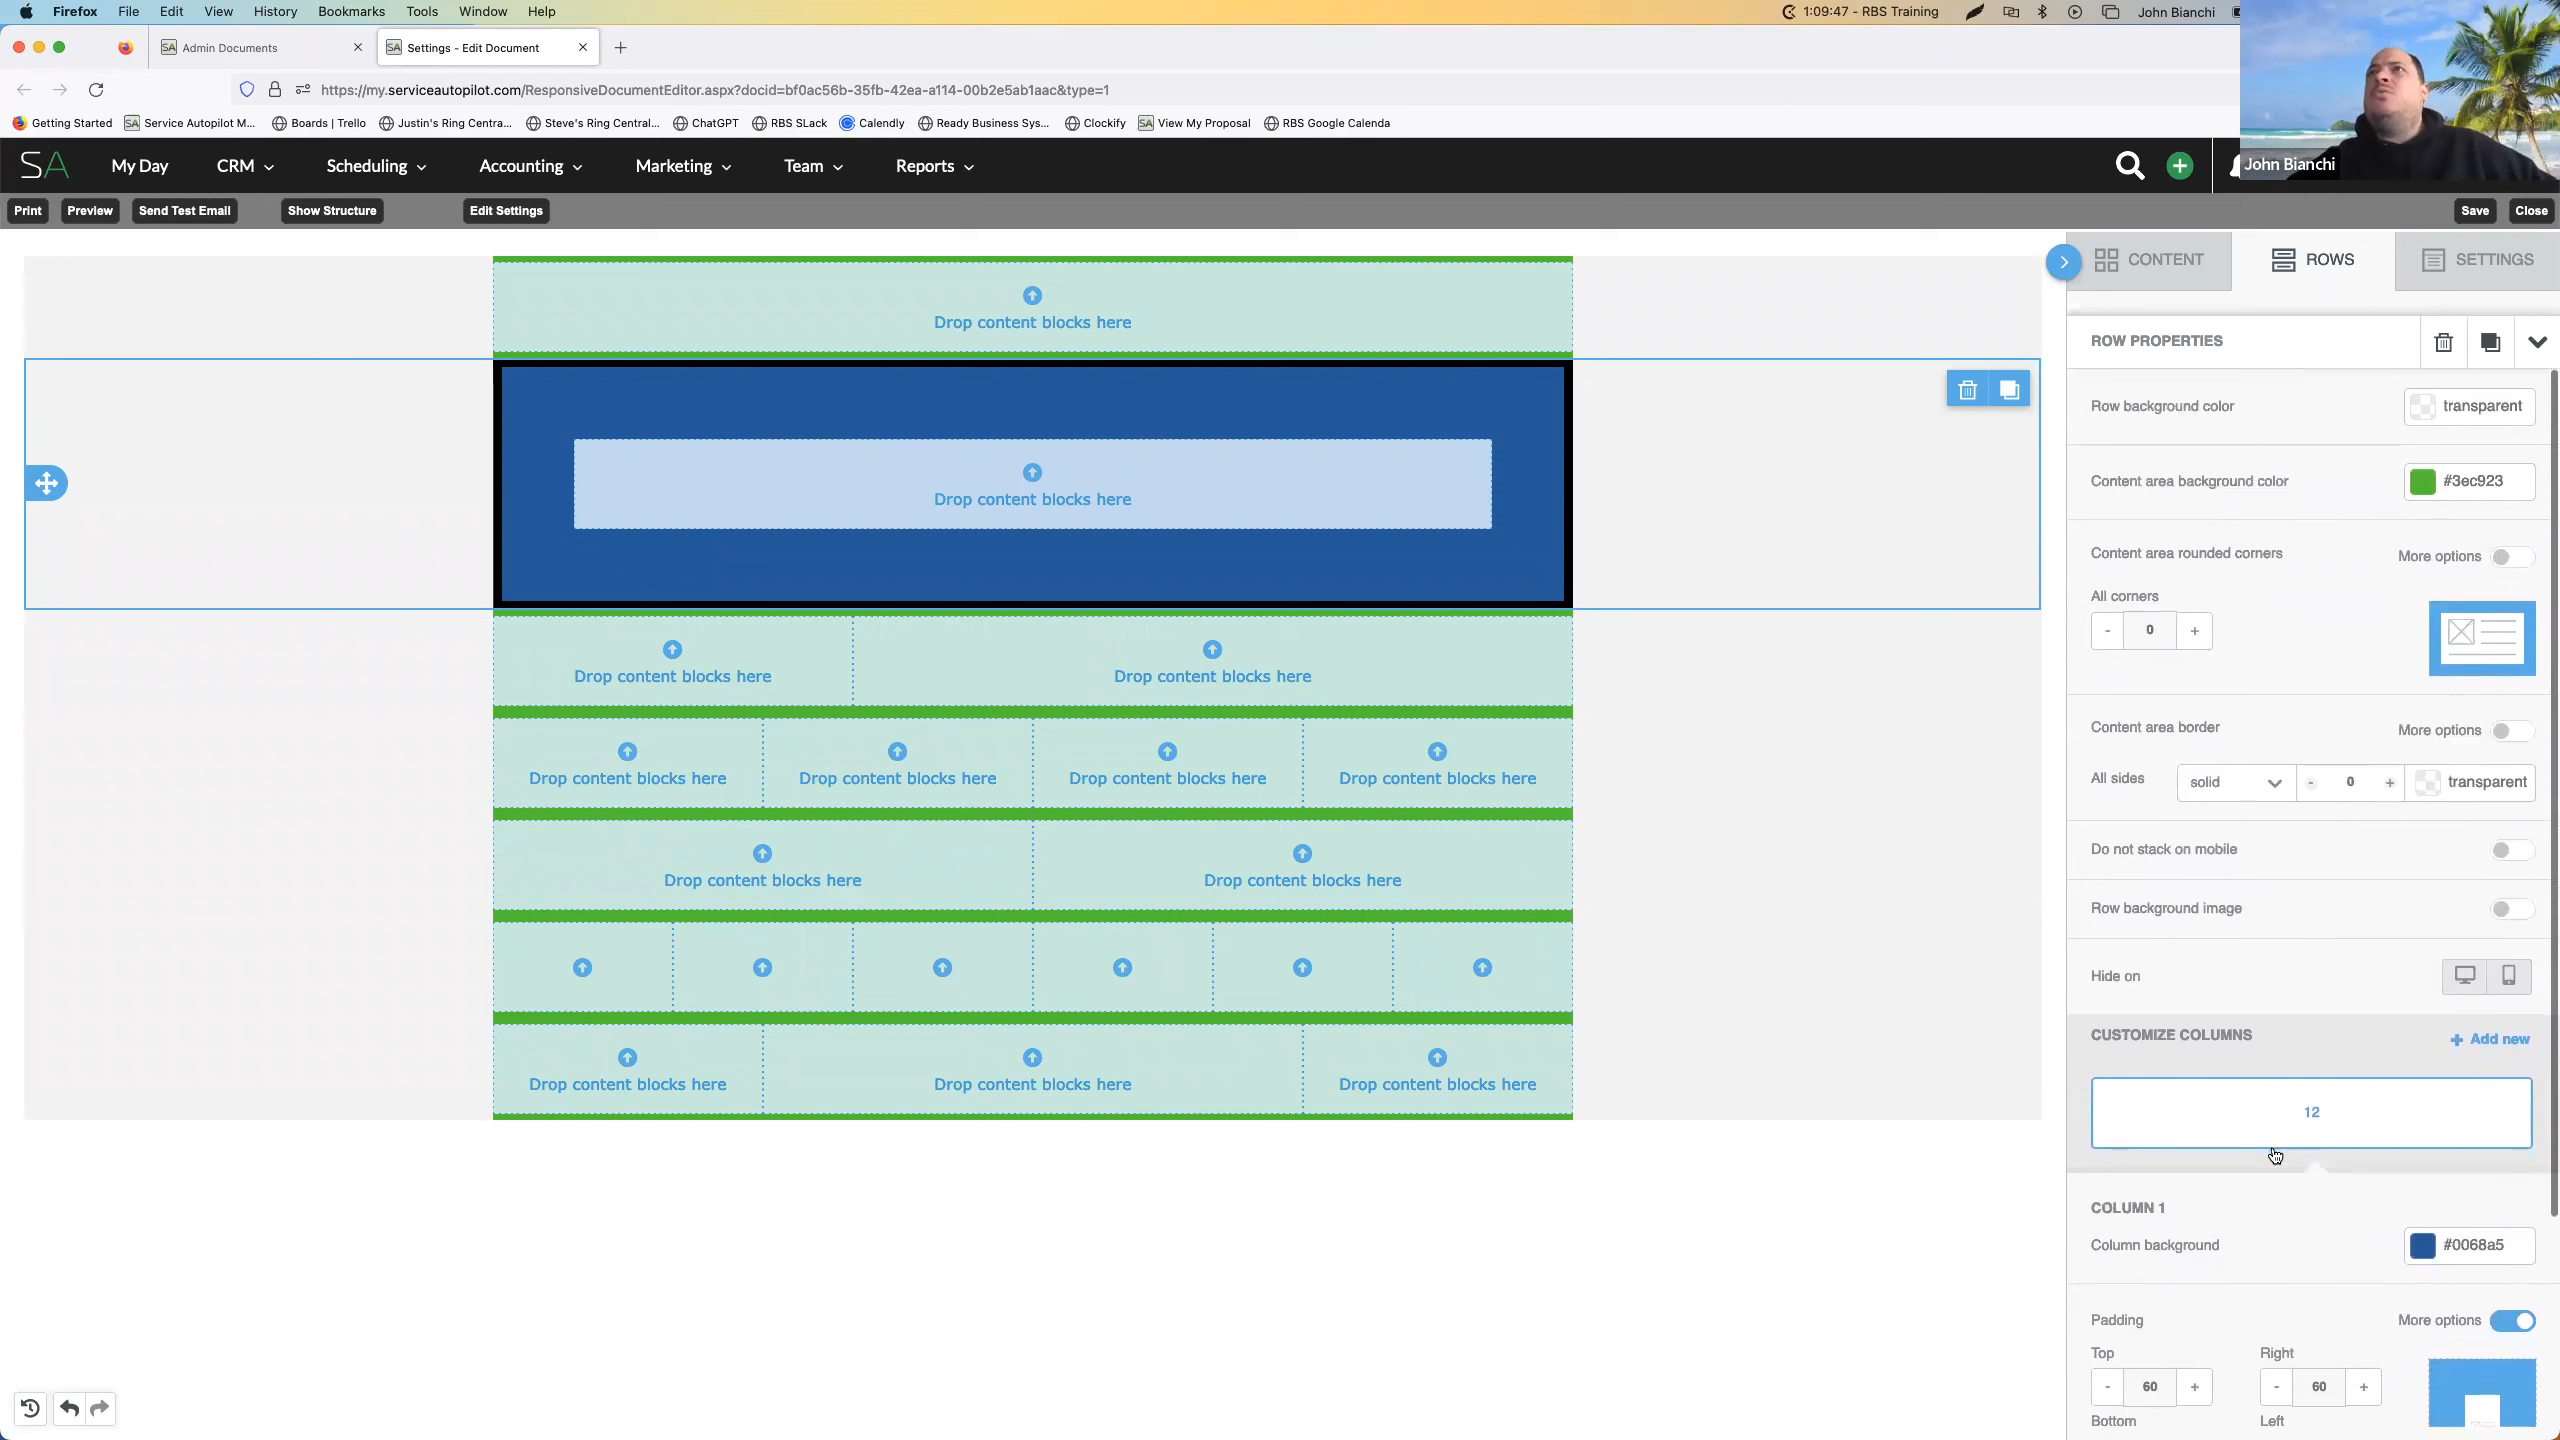 Firefox File Edit View History Bookmarks Tools Window Help 1:09:47 - RBS Training John Bianchi
SA Admin Documents SA Settings - Edit Document
https://my.serviceautopilot.com/ResponsiveDocumentEditor.aspx?docid=bf0ac56b-35fb-42ea-a114-00b2e5ab1aac&type=1
Getting Started SA Service Autopilot M... Boards | Trello Justin's Ring Centra... Steve's Ring Central... ChatGPT RBS SLack Calendly Ready Business Sys... Clockify SA View My Proposal RBS Google Calenda
SA My Day CRM Scheduling Accounting Marketing Team Reports John Bianchi
Print Preview Send Test Email Show Structure Edit Settings Save Close
CONTENT ROWS SETTINGS
Drop content blocks here
Drop content blocks here
Drop content blocks here Drop content blocks here
Drop content blocks here Drop content blocks here Drop content blocks here Drop content blocks here
Drop content blocks here Drop content blocks here
Drop content blocks here Drop content blocks here Drop content blocks here
ROW PROPERTIES
Row background color transparent
Content area background color #3ec923
Content area rounded corners More options
All corners
- 0 +
Content area border More options
All sides solid - 0 + transparent
Do not stack on mobile
Row background image
Hide on
CUSTOMIZE COLUMNS + Add new
12
COLUMN 1
Column background #0068a5
Padding More options
Top Right
- 60 + - 60 +
Bottom Left